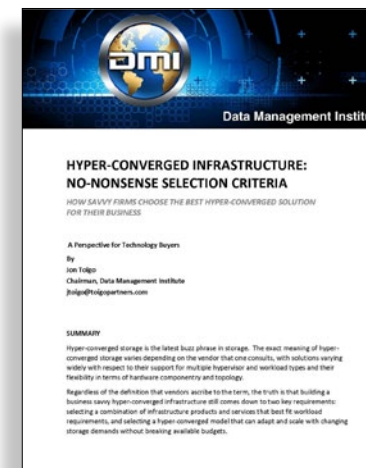 DMI
Data Management Instit
HYPER-CONVERGED INFRASTRUCTURE:
NO-NONSENSE SELECTION CRITERIA
HOW SAVVY FIRMS CHOOSE THE BEST HYPER-CONVERGED SOLUTION
FOR THEIR BUSINESS
A Perspective for Technology Buyers
By
Jon Toigo
Chairman, Data Management Institute
jtoigo@toigopartners.com
SUMMARY
Hyper-converged storage is the latest buzz phrase in storage. The exact meaning of hyper-
converged storage varies depending on the vendor that one consults, with solutions varying
widely with respect to their support for multiple hypervisor and workload types and their
flexibility in terms of hardware componentry and topology.
Regardless of the definition that vendors ascribe to the term, the truth is that building a
business savvy hyper-converged infrastructure still comes down to two key requirements:
selecting a combination of infrastructure products and services that best fit workload
requirements, and selecting a hyper-converged model that can adapt and scale with changing
storage demands without breaking available budgets.